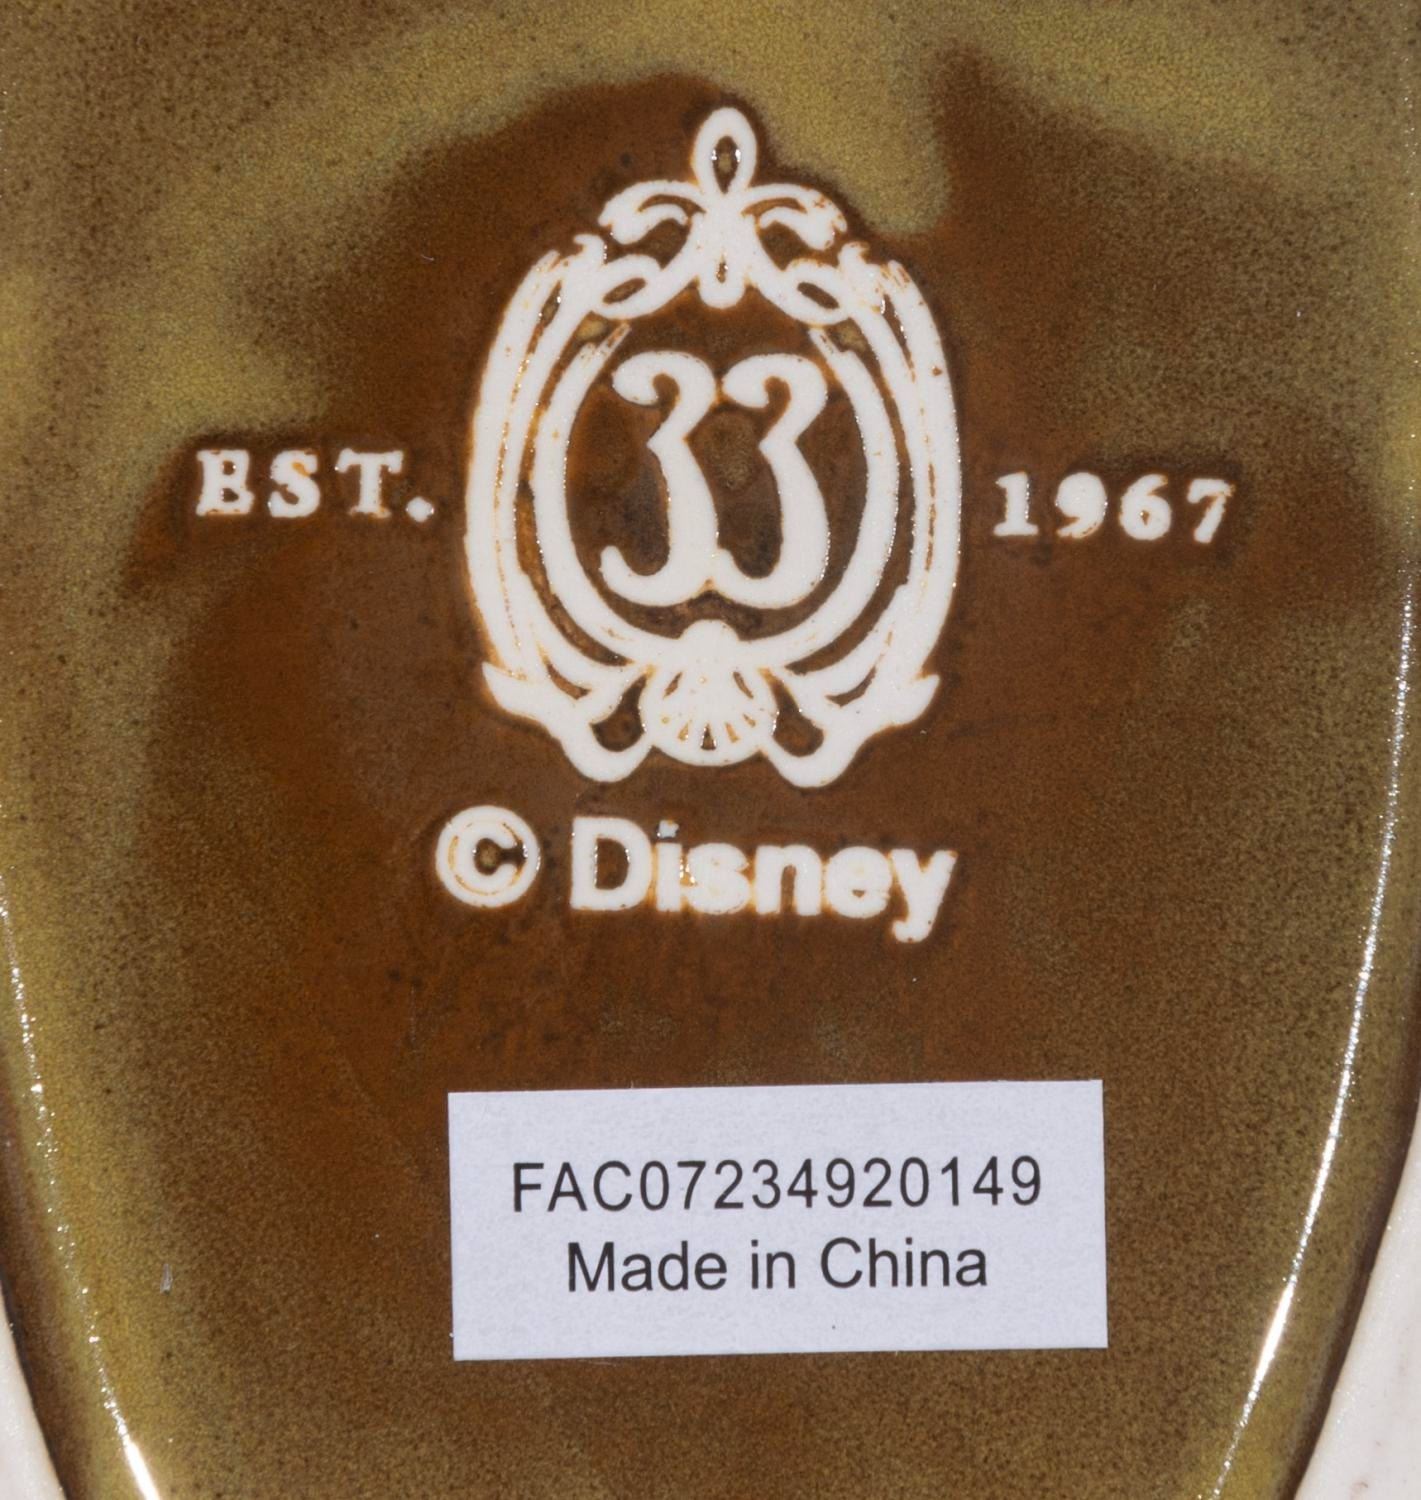 EST. 33 1967
© Disney
FAC07234920149
Made in China